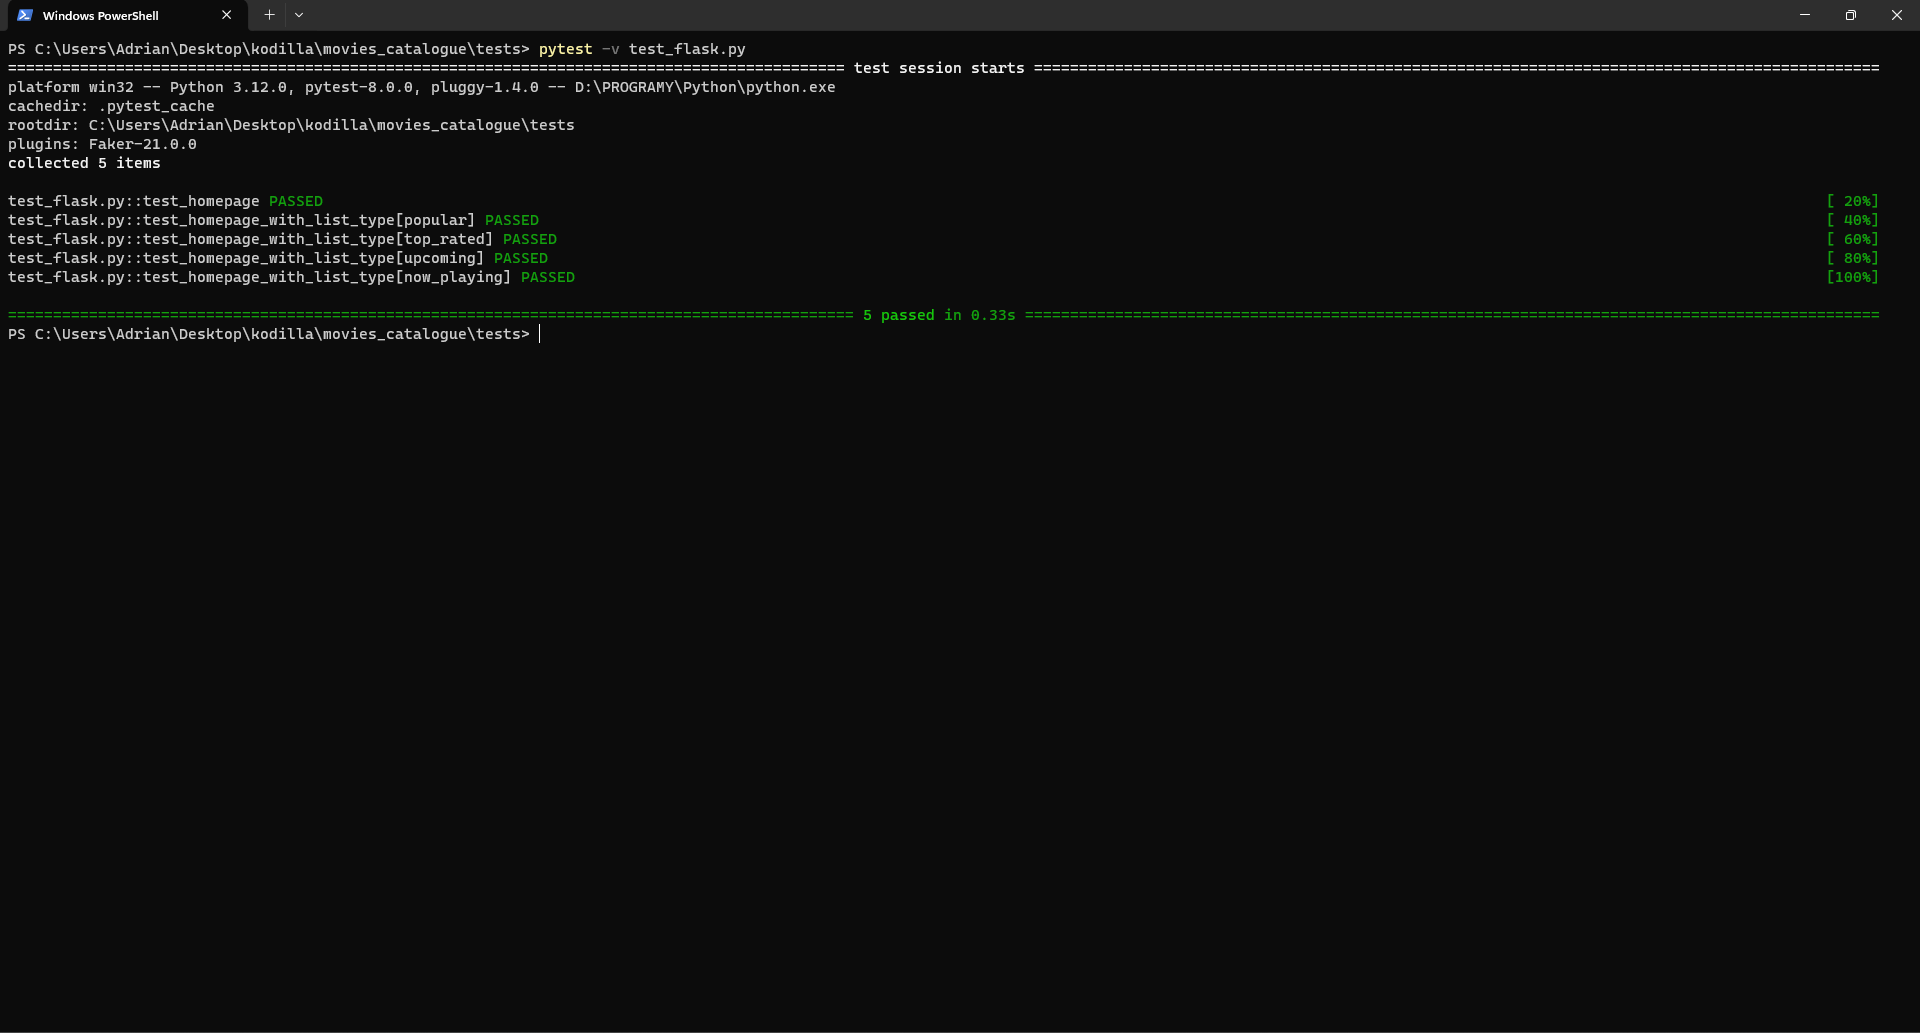 Windows PowerShell
PS C:\Users\Adrian\Desktop\kodilla\movies_catalogue\tests> pytest -v test_flask.py
============================================================================================= test session starts ==============================================================================================
platform win32 -- Python 3.12.0, pytest-8.0.0, pluggy-1.4.0 -- D:\PROGRAMY\Python\python.exe
cachedir: .pytest_cache
rootdir: C:\Users\Adrian\Desktop\kodilla\movies_catalogue\tests
plugins: Faker-21.0.0
collected 5 items
test_flask.py::test_homepage PASSED [ 20%]
test_flask.py::test_homepage_with_list_type[popular] PASSED [ 40%]
test_flask.py::test_homepage_with_list_type[top_rated] PASSED [ 60%]
test_flask.py::test_homepage_with_list_type[upcoming] PASSED [ 80%]
test_flask.py::test_homepage_with_list_type[now_playing] PASSED [100%]
============================================================================================== 5 passed in 0.33s ===============================================================================================
PS C:\Users\Adrian\Desktop\kodilla\movies_catalogue\tests>